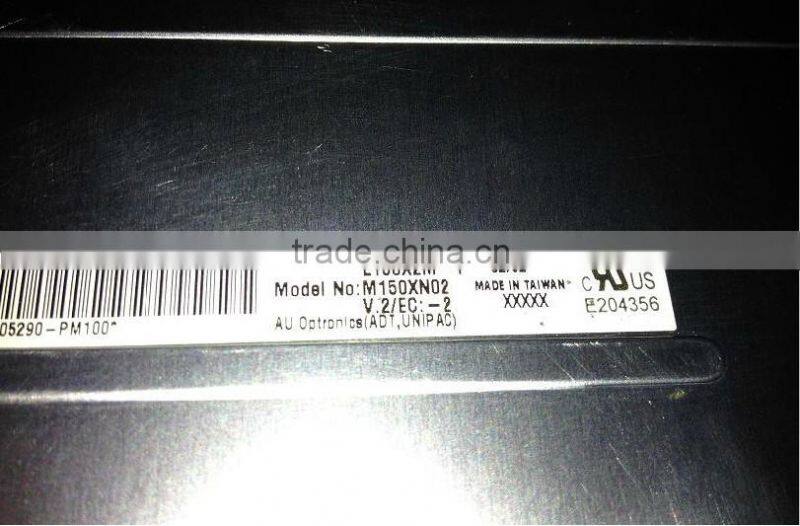 trade.china.cn
Model No:M150XN02
V.2/EC:-2
AU Optronics(ADT,UNIPAC)
MADE IN TAIWAN
XXXXX
C US
E204356
05290-PM100*